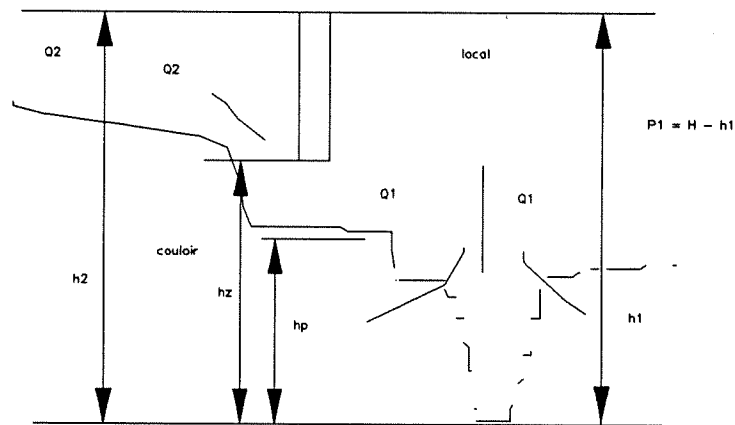 Q2
Q2
local
P1 = H - h1
Q1
Q1
couloir
h2
hz
hp
h1